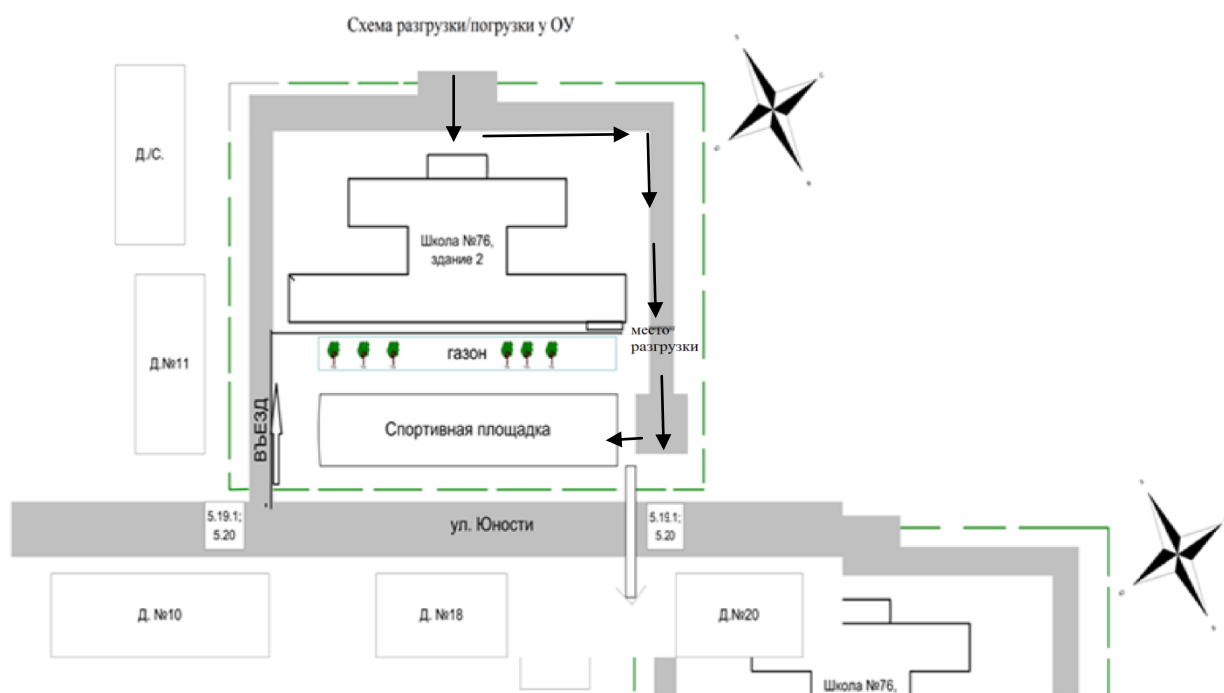 Схема разгрузки/погрузки у ОУ
Д./С.
Школа №76,
здание 2
место
разгрузки
газон
Д.№11
ВЪЕЗД
Спортивная площадка
5.19.1;
5.20
ул. Юности
5.19.1;
5.20
Д. №10
Д. №18
Д.№20
Школа №76,